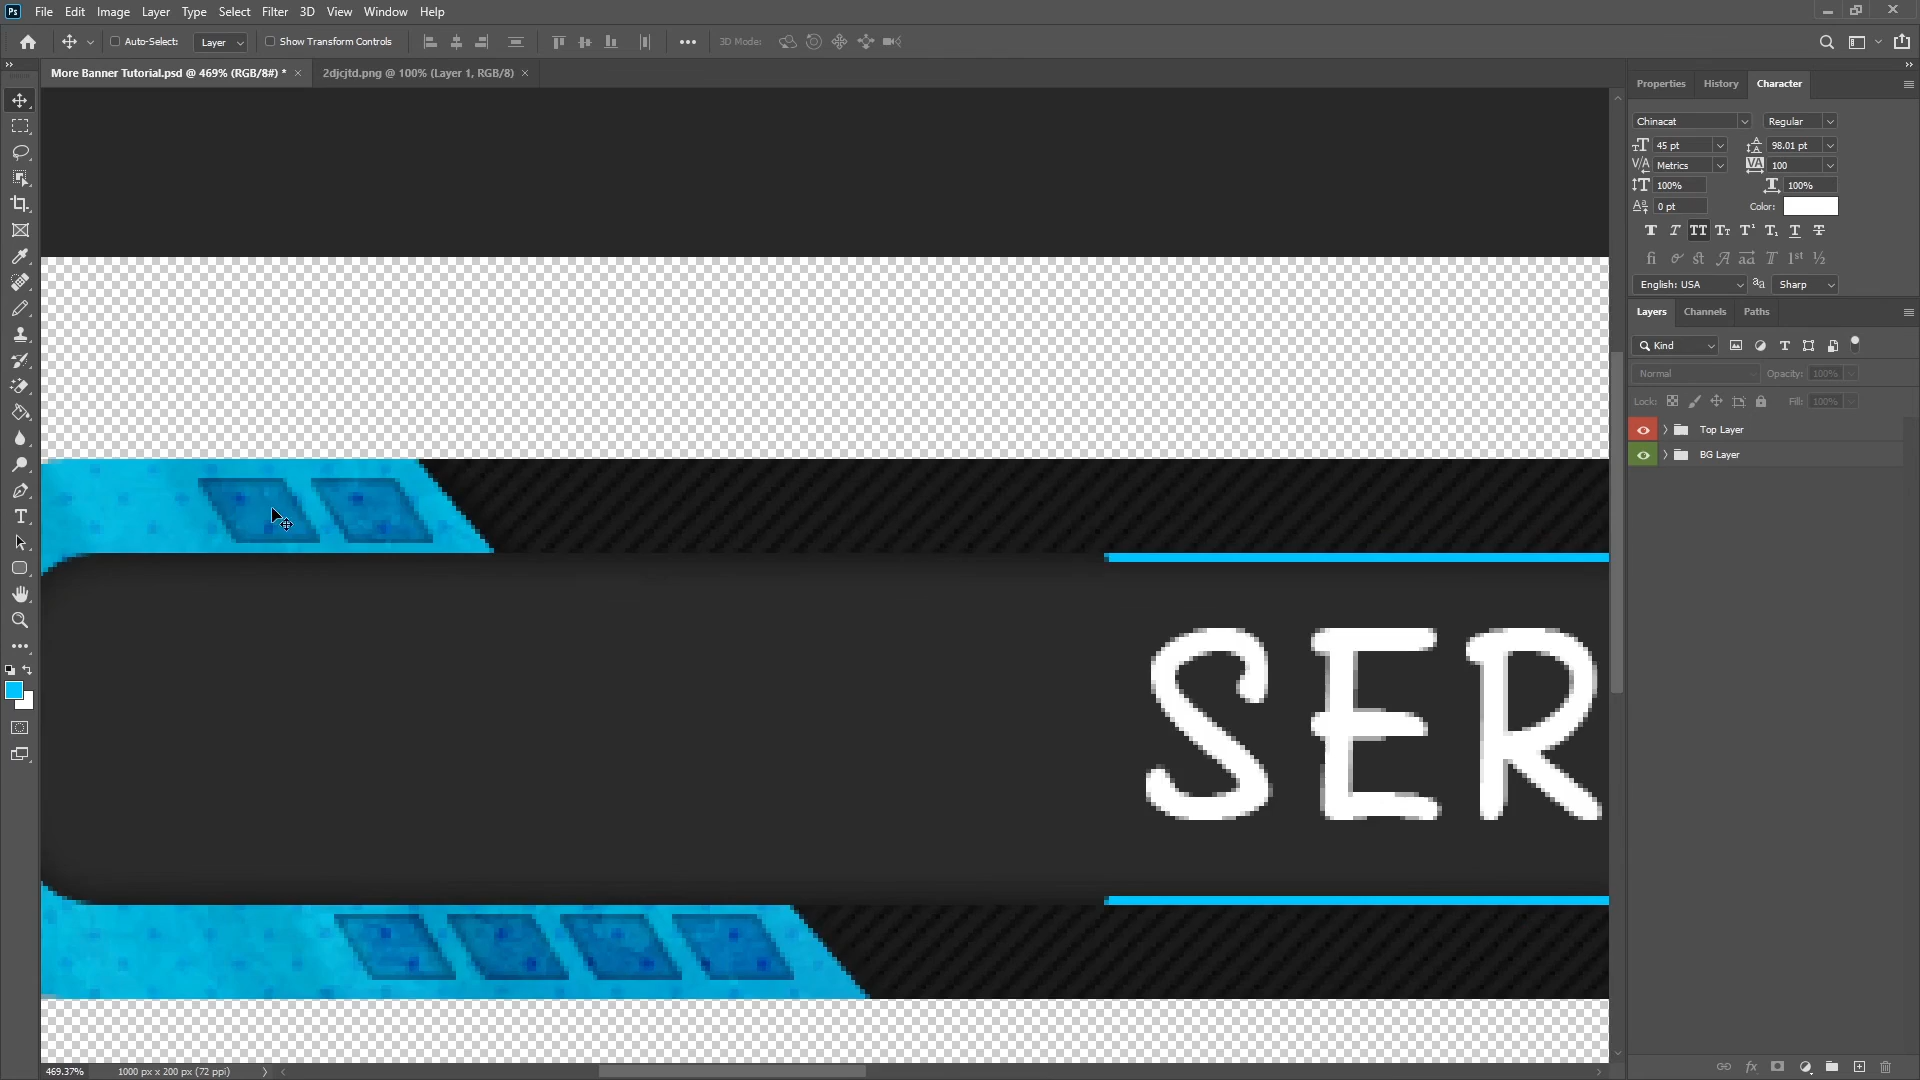 Ps File Edit Image Layer Type Select Filter 3D View Window Help
Auto-Select: Layer Show Transform Controls 3D Mode:
More Banner Tutorial.psd @ 469% (RGB/8#) * × 2djcjtd.png @ 100% (Layer 1, RGB/8) ×
Properties History Character
Chinacat Regular
45 pt 98.01 pt
Metrics 100
100% 100%
0 pt Color:
English: USA Sharp
Layers Channels Paths
Kind
Normal Opacity: 100%
Lock: Fill: 100%
Top Layer
BG Layer
SER
469.37% 1000 px x 200 px (72 ppi)